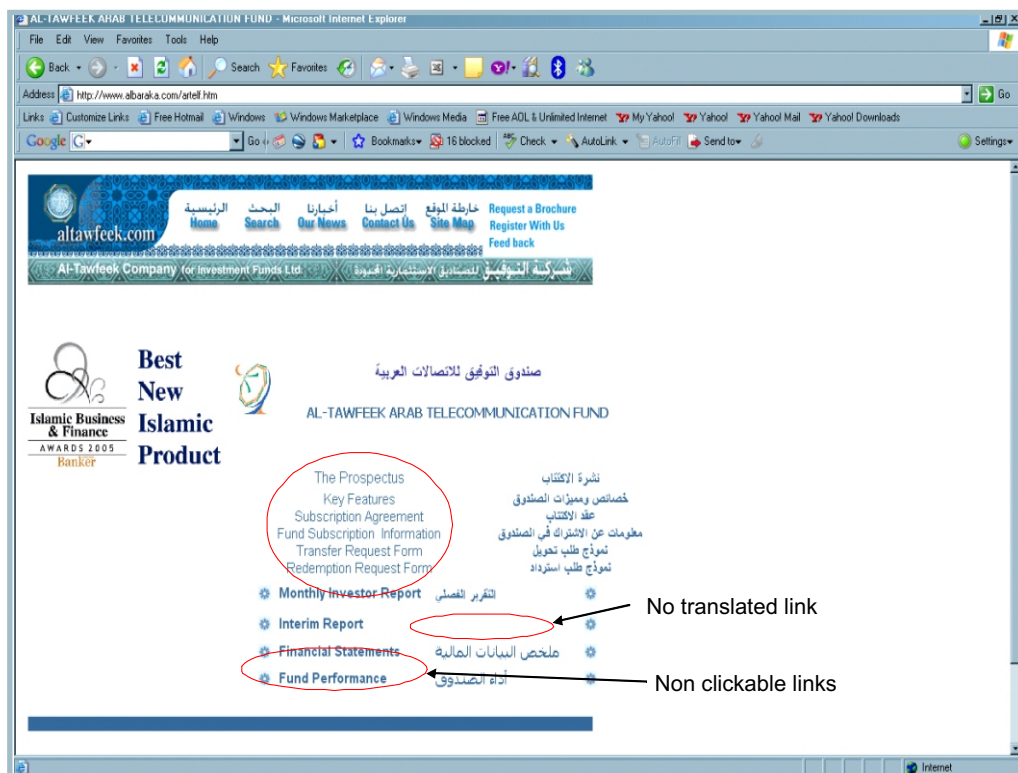 AL-TAWFEEK ARAB TELECOMMUNICATION FUND - Microsoft Internet Explorer
File Edit View Favorites Tools Help
Back Search Favorites
Address http://www.albaraka.com/artelf.htm Go
Links Customize Links Free Hotmail Windows Windows Marketplace Windows Media Free AOL & Unlimited Internet My Yahoo! Yahoo! Yahoo! Mail Yahoo! Downloads
Google G Go Bookmarks 16 blocked Check AutoLink AutoFill Send to Settings
الرئيسية البحث أخبارنا اتصل بنا خارطة الموقع
Home Search Our News Contact Us Site Map
Request a Brochure
Register With Us
Feed back
altawfeek.com
Al-Tawfeek Company for Investment Funds Ltd. شركة التوفيق للصناديق الاستثمارية المحدودة
Best
New
Islamic
Product
Islamic Business
& Finance
AWARDS 2005
Banker
صندوق التوفيق للاتصالات العربية
AL-TAWFEEK ARAB TELECOMMUNICATION FUND
The Prospectus نشرة الاكتتاب
Key Features خصائص ومميزات الصندوق
Subscription Agreement عقد الاكتتاب
Fund Subscription Information معلومات عن الاشتراك في الصندوق
Transfer Request Form نموذج طلب تحويل
Redemption Request Form نموذج طلب استرداد
Monthly Investor Report التقرير الفصلي
Interim Report
Financial Statements ملخص البيانات المالية
Fund Performance أداء الصندوق
No translated link
Non clickable links
Internet